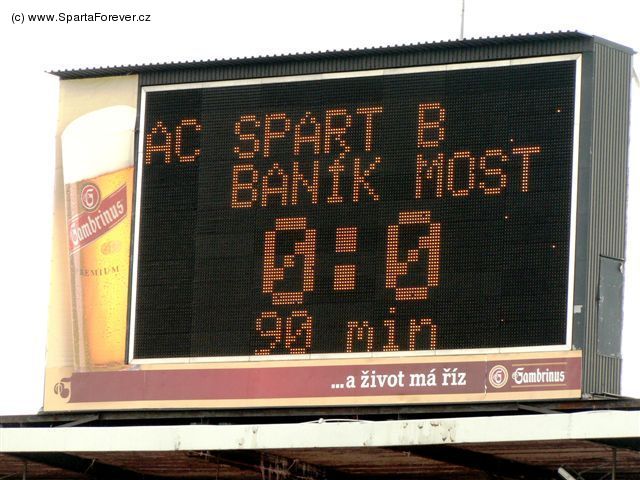 (c) www.SpartaForever.cz
AC SPART B
BANÍK MOST
0:0
90 min
Gambrinus
PREMIUM
...a život má říz
G Gambrinus